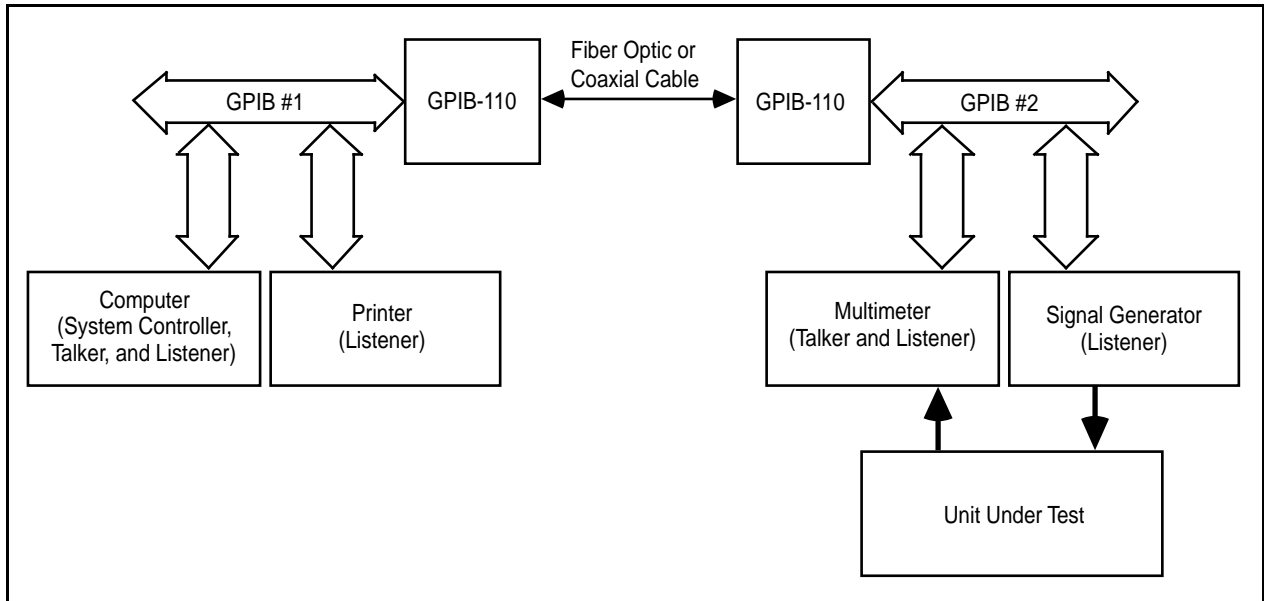 Fiber Optic or
Coaxial Cable
GPIB #1
GPIB-110
GPIB-110
GPIB #2
Computer
(System Controller,
Talker, and Listener)
Printer
(Listener)
Multimeter
(Talker and Listener)
Signal Generator
(Listener)
Unit Under Test